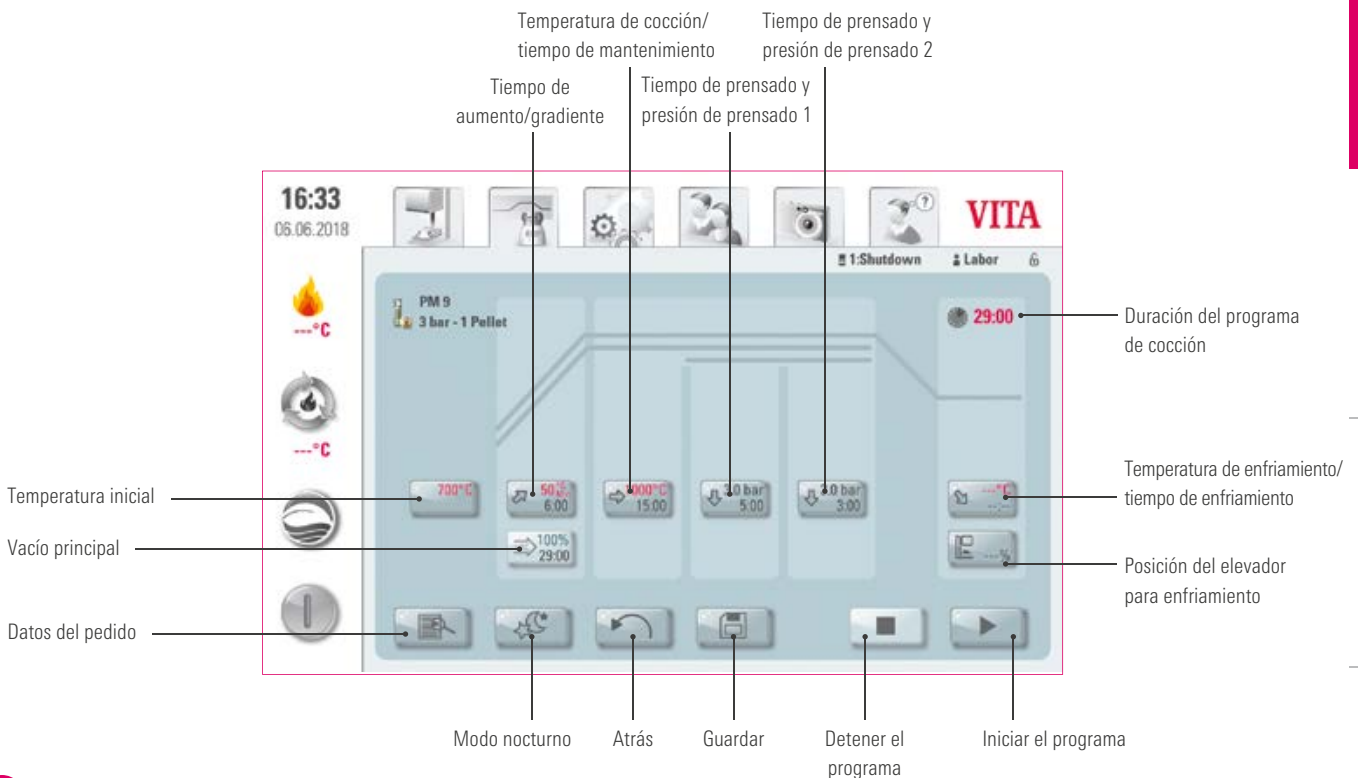 Temperatura de cocción/
tiempo de mantenimiento
Tiempo de prensado y
presión de prensado 2
Tiempo de
aumento/gradiente
Tiempo de prensado y
presión de prensado 1
16:33
06.06.2018
VITA
1:Shutdown
Labor
PM 9
3 bar - 1 Pellet
29:00
Duración del programa
de cocción
---°C
---°C
Temperatura inicial
700°C
50
6:00
1000°C
15:00
3.0 bar
5:00
3.0 bar
3:00
---°C
--:--
Temperatura de enfriamiento/
tiempo de enfriamiento
Vacío principal
100%
29:00
---%
Posición del elevador
para enfriamiento
Datos del pedido
Modo nocturno
Atrás
Guardar
Detener el
programa
Iniciar el programa